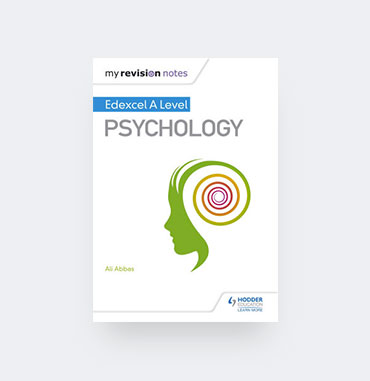 my revision notes
Edexcel A Level
PSYCHOLOGY
Ali Abbas
HODDER
EDUCATION
LEARN MORE